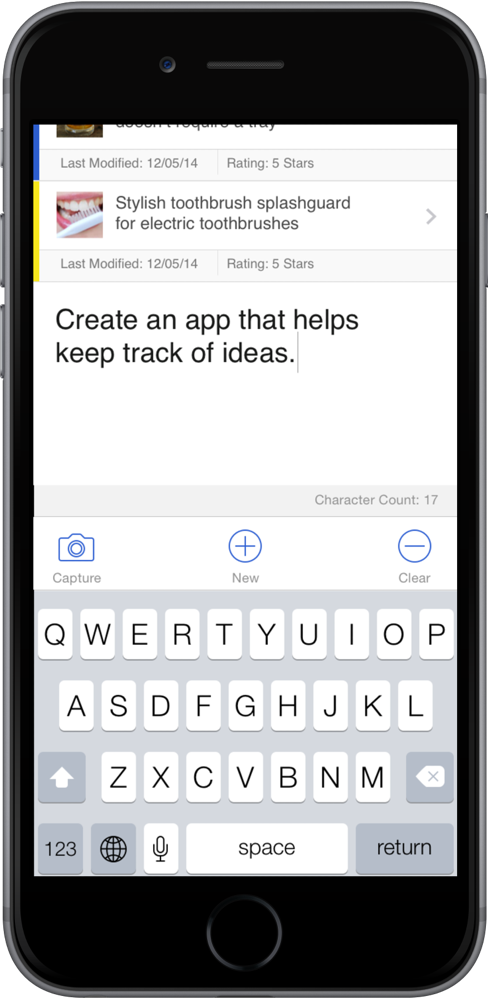 doesn't require a tray
Last Modified: 12/05/14 Rating: 5 Stars
Stylish toothbrush splashguard
for electric toothbrushes
Last Modified: 12/05/14 Rating: 5 Stars
Create an app that helps
keep track of ideas.
Character Count: 17
Capture New Clear
Q W E R T Y U I O P
A S D F G H J K L
Z X C V B N M
123 space return